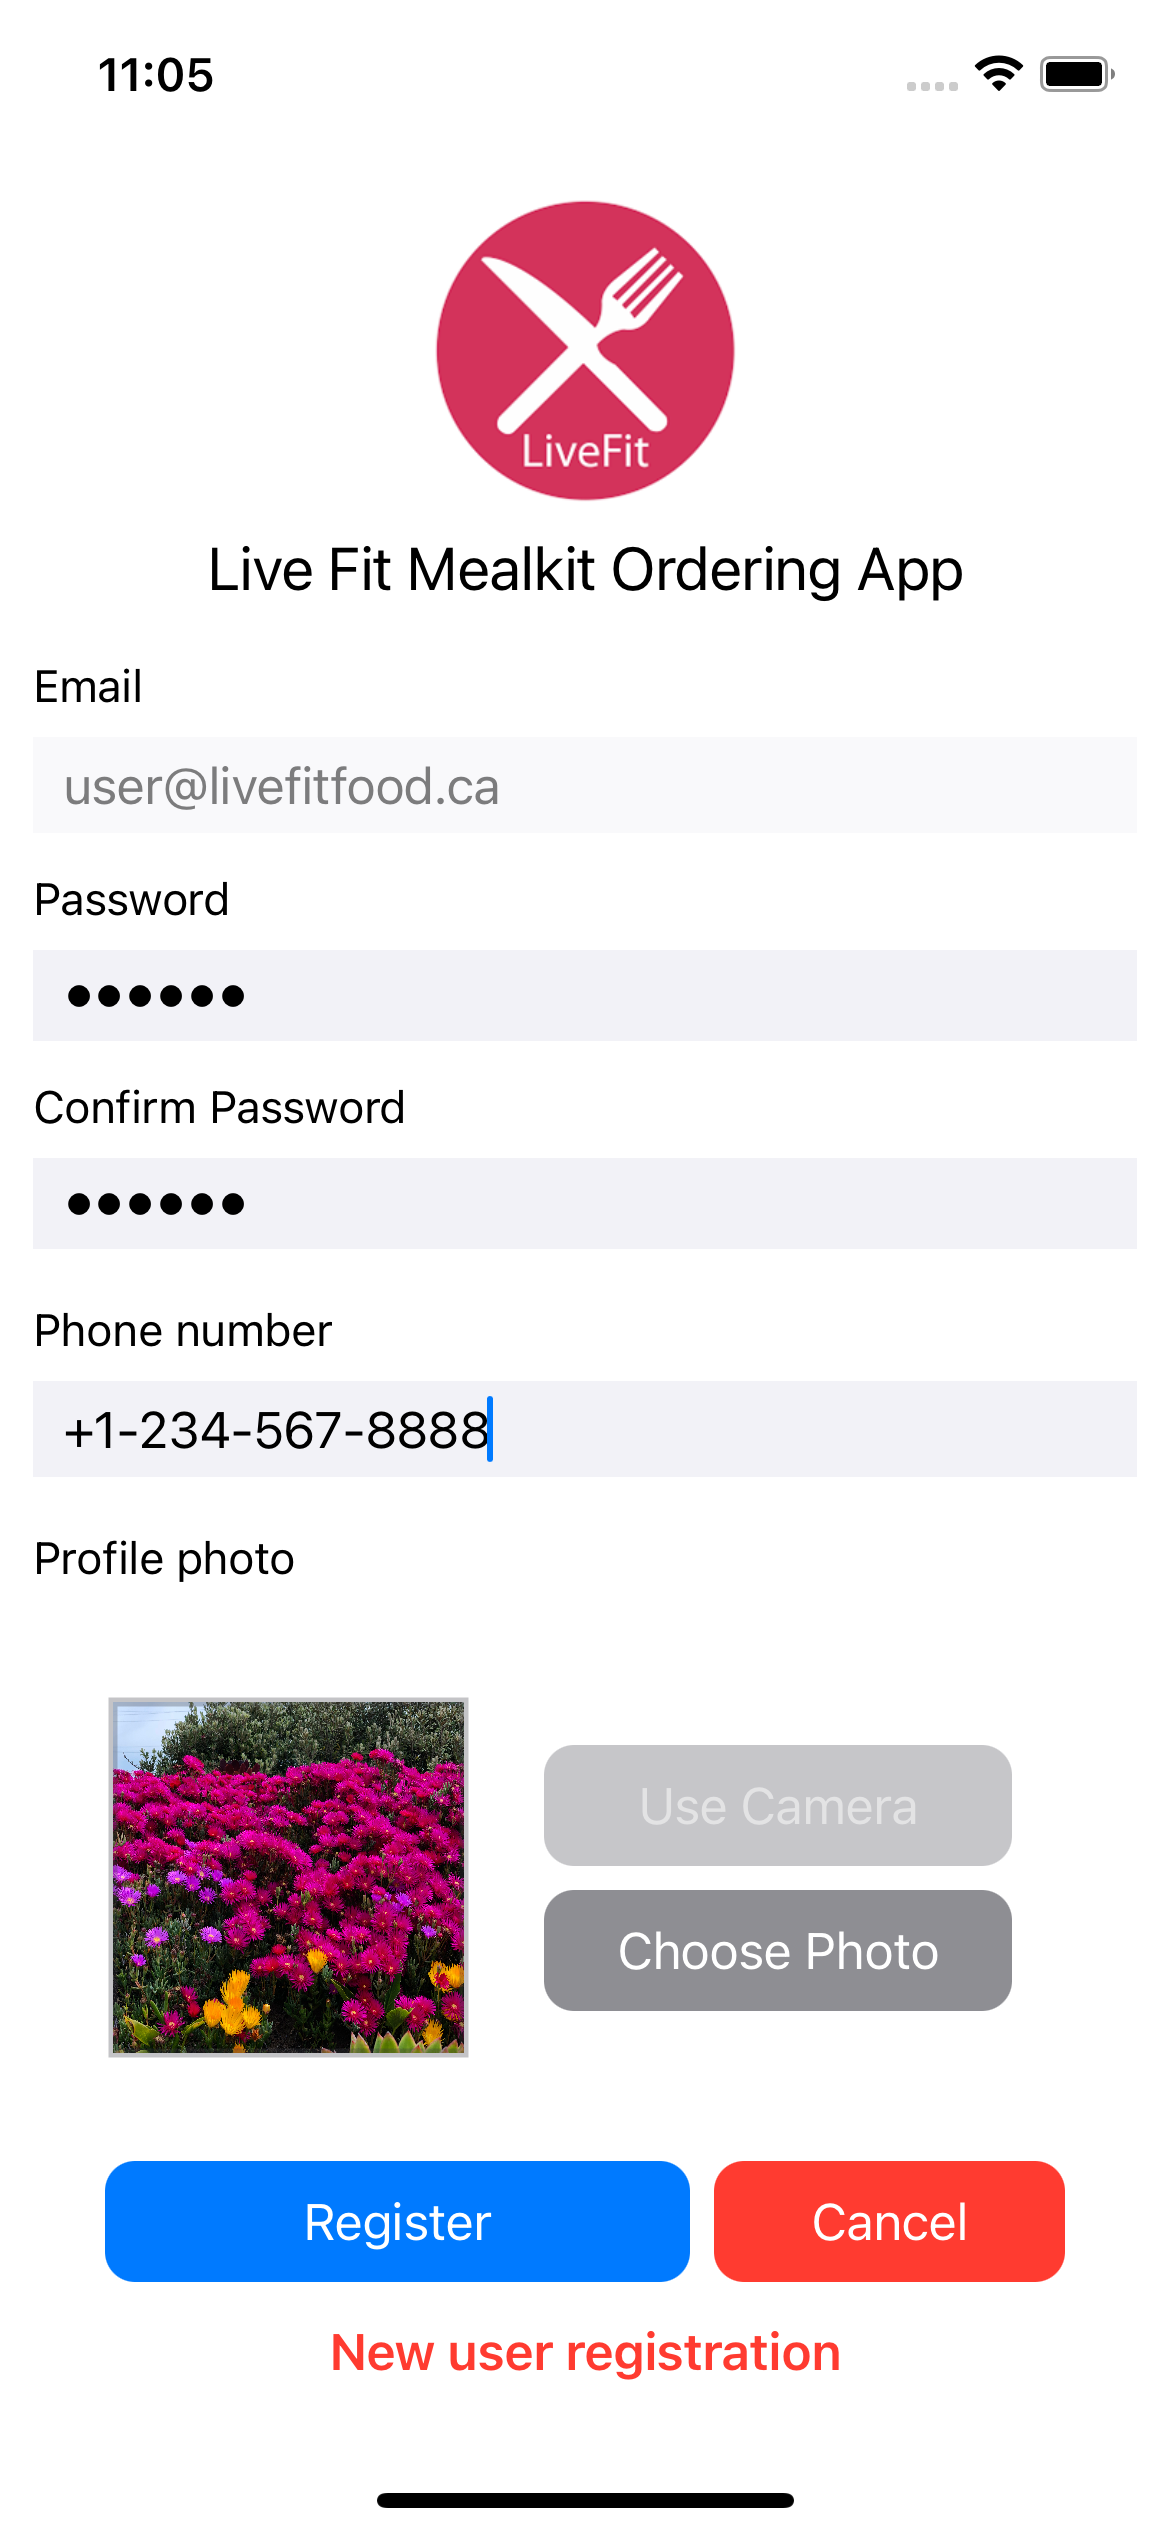 11:05
LiveFit
Live Fit Mealkit Ordering App
Email
user@livefitfood.ca
Password
●●●●●●
Confirm Password
●●●●●●
Phone number
+1-234-567-8888
Profile photo
Use Camera
Choose Photo
Register
Cancel
New user registration